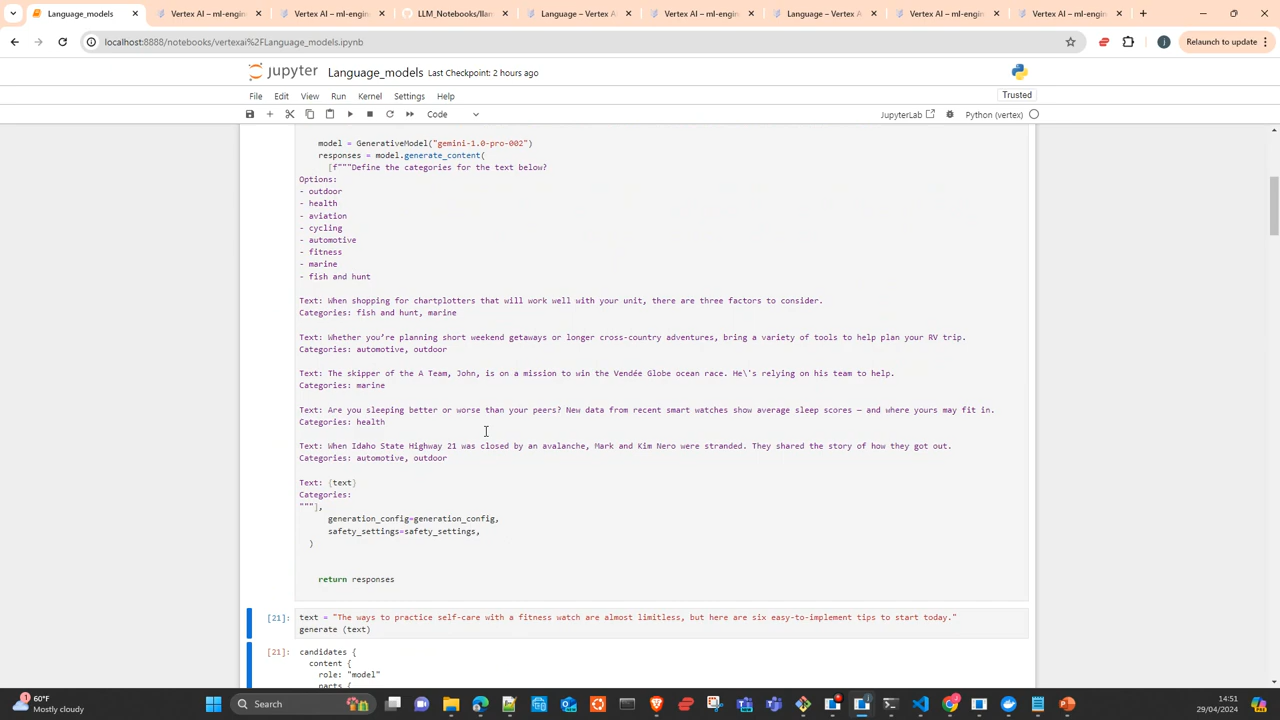 Language_models
Vertex AI – ml-engin
Vertex AI – ml-engin
LLM_Notebooks/llan
Language – Vertex A
Vertex AI – ml-engin
Language – Vertex A
Vertex AI – ml-engin
Vertex AI – ml-engin
localhost:8888/notebooks/vertexai%2FLanguage_models.ipynb
Relaunch to update
jupyter Language_models Last Checkpoint: 2 hours ago
File Edit View Run Kernel Settings Help
Trusted
Code
JupyterLab
Python (vertex)
model = GenerativeModel("gemini-1.0-pro-002")
responses = model.generate_content(
[f"""Define the categories for the text below?
Options:
- outdoor
- health
- aviation
- cycling
- automotive
- fitness
- marine
- fish and hunt
Text: When shopping for chartplotters that will work well with your unit, there are three factors to consider.
Categories: fish and hunt, marine
Text: Whether you’re planning short weekend getaways or longer cross-country adventures, bring a variety of tools to help plan your RV trip.
Categories: automotive, outdoor
Text: The skipper of the A Team, John, is on a mission to win the Vendée Globe ocean race. He\'s relying on his team to help.
Categories: marine
Text: Are you sleeping better or worse than your peers? New data from recent smart watches show average sleep scores — and where yours may fit in.
Categories: health
Text: When Idaho State Highway 21 was closed by an avalanche, Mark and Kim Nero were stranded. They shared the story of how they got out.
Categories: automotive, outdoor
Text: {text}
Categories:
"""],
generation_config=generation_config,
safety_settings=safety_settings,
)
return responses
[21]: text = "The ways to practice self-care with a fitness watch are almost limitless, but here are six easy-to-implement tips to start today."
generate (text)
[21]: candidates {
content {
role: "model"
parts {
60°F
Mostly cloudy
Search
14:51
29/04/2024